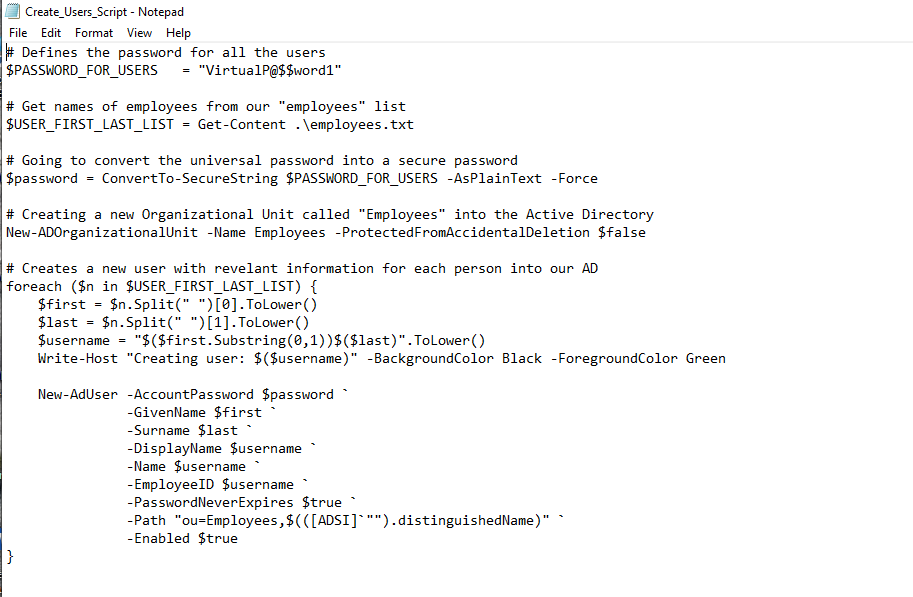 Create_Users_Script - Notepad
File Edit Format View Help
# Defines the password for all the users
$PASSWORD_FOR_USERS   = "VirtualP@$$word1"

# Get names of employees from our "employees" list
$USER_FIRST_LAST_LIST = Get-Content .\employees.txt

# Going to convert the universal password into a secure password
$password = ConvertTo-SecureString $PASSWORD_FOR_USERS -AsPlainText -Force

# Creating a new Organizational Unit called "Employees" into the Active Directory
New-ADOrganizationalUnit -Name Employees -ProtectedFromAccidentalDeletion $false

# Creates a new user with revelant information for each person into our AD
foreach ($n in $USER_FIRST_LAST_LIST) {
    $first = $n.Split(" ")[0].ToLower()
    $last = $n.Split(" ")[1].ToLower()
    $username = "$($first.Substring(0,1))$($last)".ToLower()
    Write-Host "Creating user: $($username)" -BackgroundColor Black -ForegroundColor Green

    New-AdUser -AccountPassword $password `
               -GivenName $first `
               -Surname $last `
               -DisplayName $username `
               -Name $username `
               -EmployeeID $username `
               -PasswordNeverExpires $true `
               -Path "ou=Employees,$(([ADSI]`"").distinguishedName)" `
               -Enabled $true
}